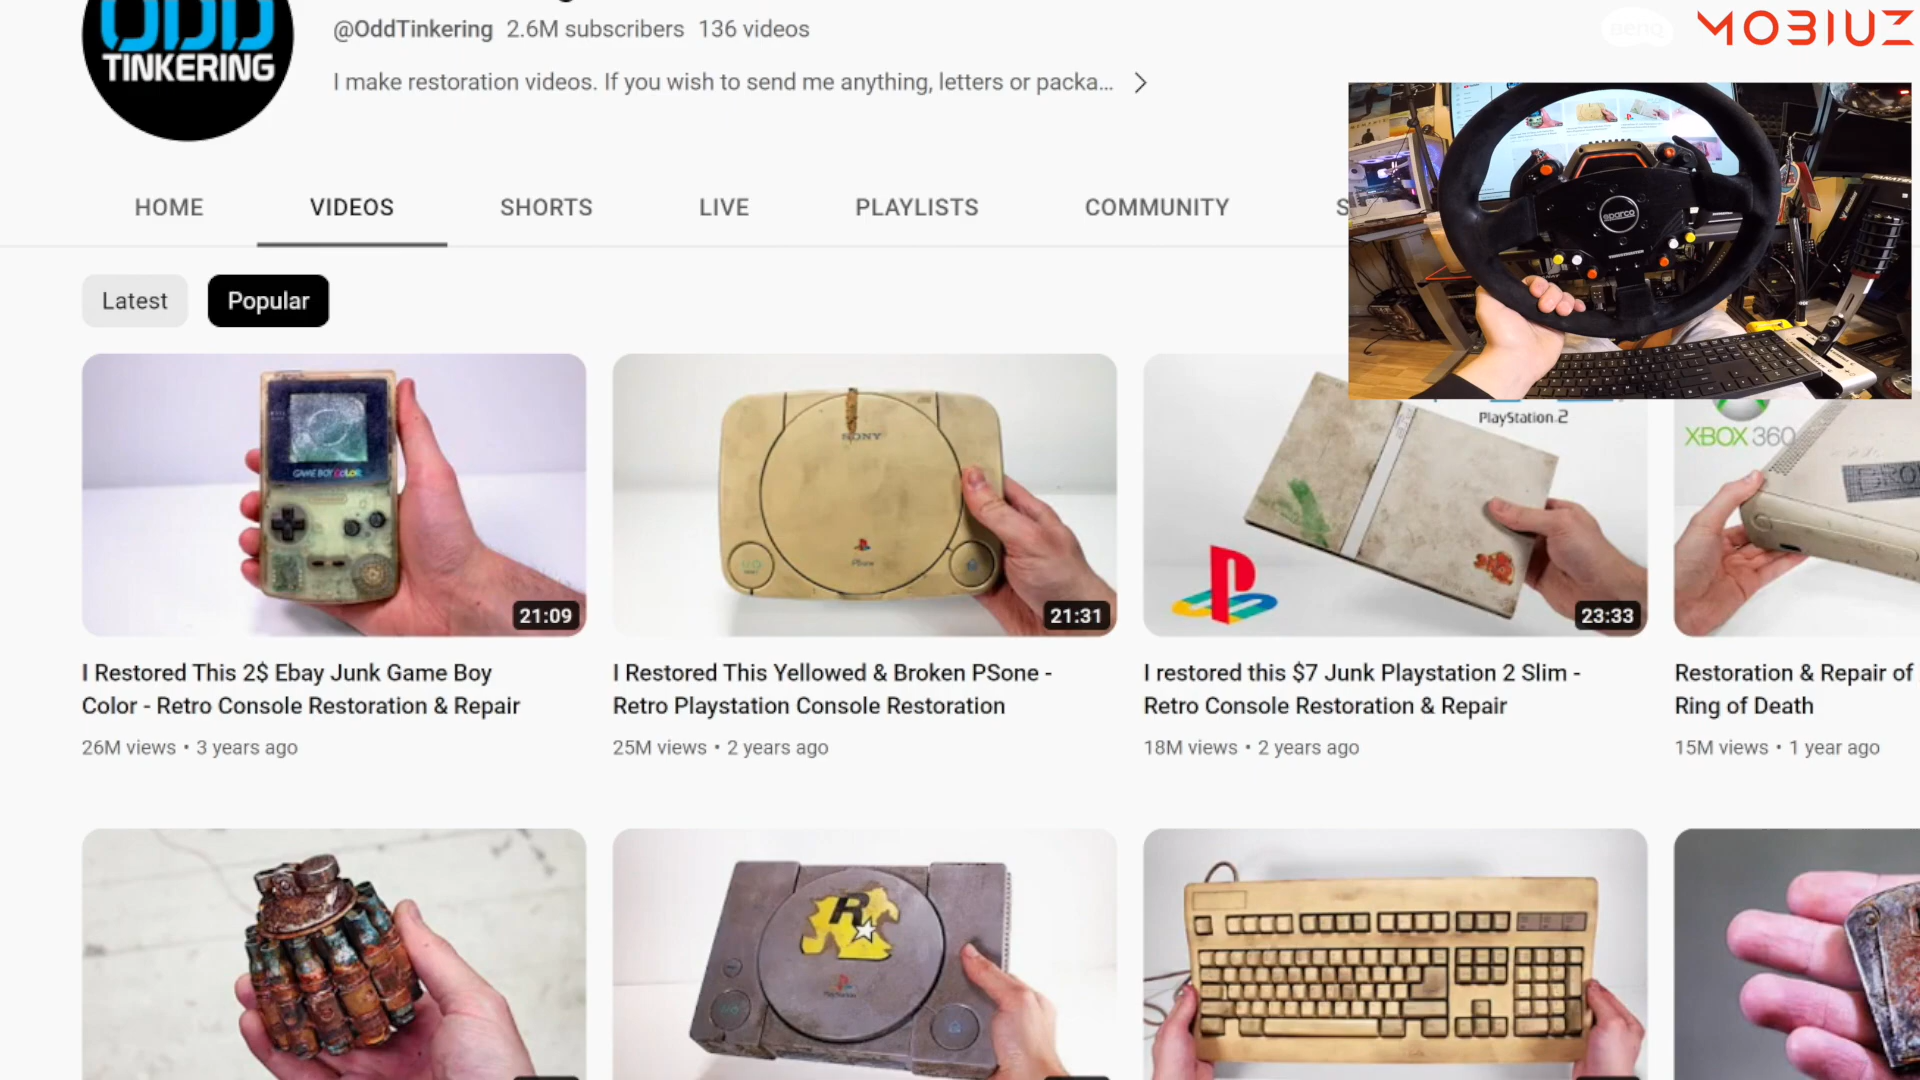 ODD
TINKERING
@OddTinkering 2.6M subscribers 136 videos
I make restoration videos. If you wish to send me anything, letters or packa...
BenQ
MOBIUZ
HOME VIDEOS SHORTS LIVE PLAYLISTS COMMUNITY
Latest Popular
sparco
GAME BOY COLOR
21:09
SONY
PSone
21:31
PlayStation 2
23:33
XBOX 360
I Restored This 2$ Ebay Junk Game Boy
Color - Retro Console Restoration & Repair
26M views • 3 years ago
I Restored This Yellowed & Broken PSone -
Retro Playstation Console Restoration
25M views • 2 years ago
I restored this $7 Junk Playstation 2 Slim -
Retro Console Restoration & Repair
18M views • 2 years ago
Restoration & Repair of
Ring of Death
15M views • 1 year ago
R
PlayStation